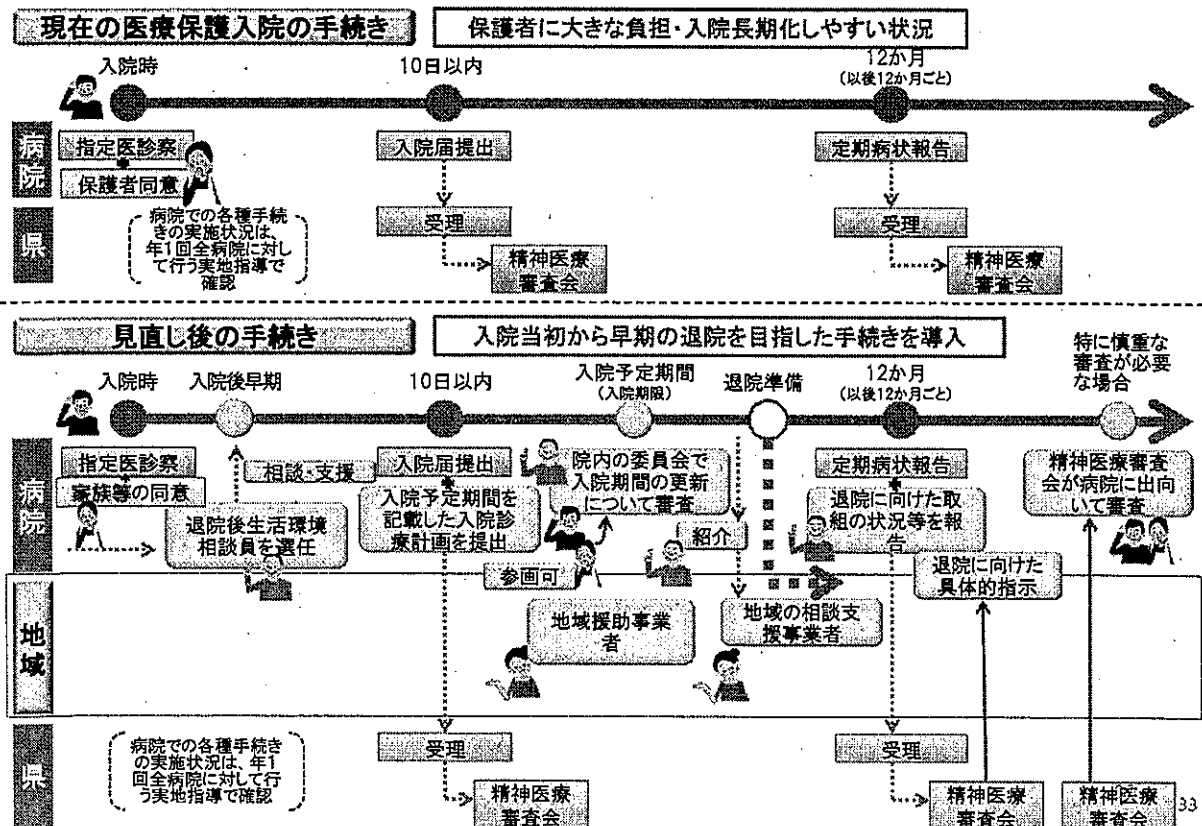 現在の医療保護入院の手続き
保護者に大きな負担・入院長期化しやすい状況
入院時
10日以内
12か月
(以後12か月ごと)
病院
指定医診察
保護者同意
入院届提出
定期病状報告
県
病院での各種手続
きの実施状況は、
年1回全病院に対し
て行う実地指導で
確認
受理
精神医療
審査会
受理
精神医療
審査会
見直し後の手続き
入院当初から早期の退院を目指した手続きを導入
入院時
入院後早期
10日以内
入院予定期間
(入院期限)
退院準備
12か月
(以後12か月ごと)
特に慎重な
審査が必要
な場合
病院
指定医診察
家族等の同意
相談・支援
退院後生活環境
相談員を選任
入院届提出
入院予定期間を
記載した入院診
療計画を提出
院内の委員会で
入院期間の更新
について審査
参画可
紹介
定期病状報告
退院に向けた取
組の状況等を報
告
精神医療審査
会が病院に出向
いて審査
退院に向けた
具体的指示
地域
地域援助事業
者
地域の相談支
援事業者
県
病院での各種手続き
の実施状況は、年1
回全病院に対して行
う実地指導で確認
受理
精神医療
審査会
受理
精神医療
審査会
精神医療
審査会
33